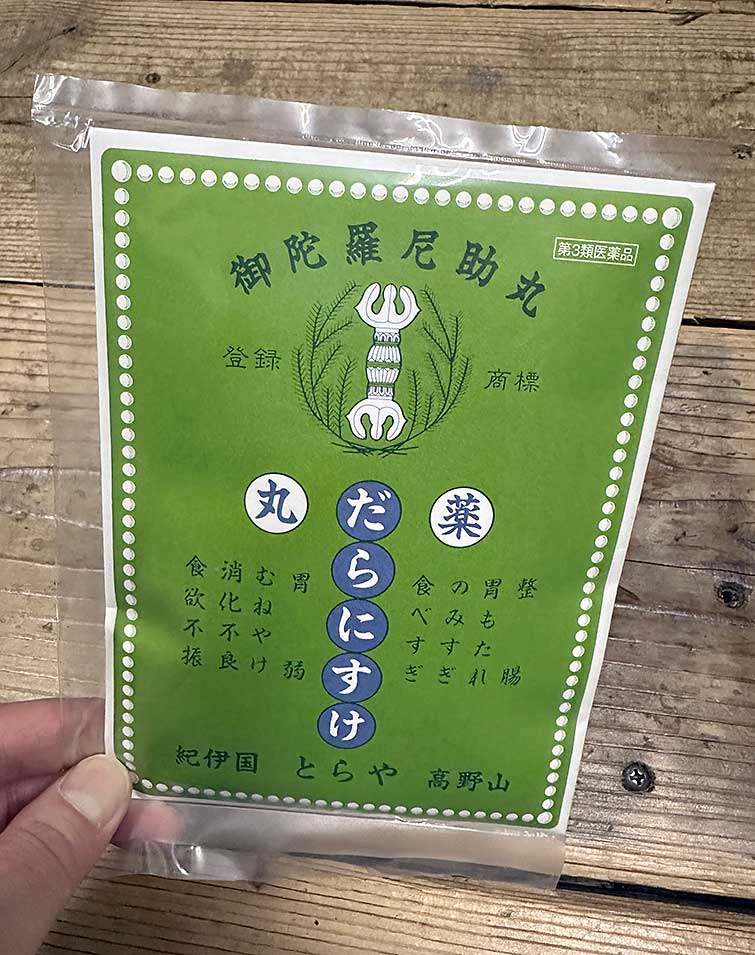 第3類医薬品
御陀羅尼助丸
登録 商標
丸 だらにすけ 薬
整腸
胃もたれ
のみすぎ
食べすぎ
胃弱
むねやけ
消化不良
食欲不振
紀伊国 とらや 高野山